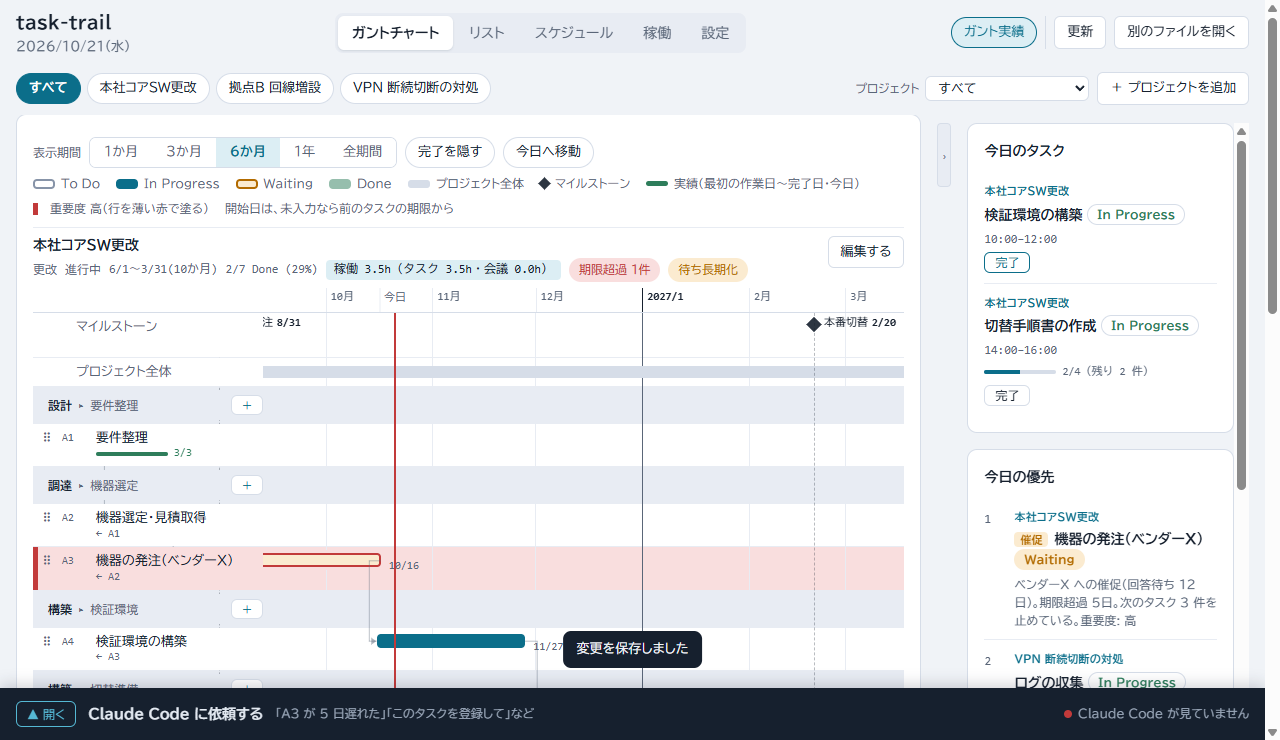 task-trail
2026/10/21(水)
ガントチャート リスト スケジュール 稼働 設定
ガント実績 更新 別のファイルを開く
すべて 本社コアSW更改 拠点B 回線増設 VPN 断続切断の対処
プロジェクト すべて + プロジェクトを追加
表示期間 1か月 3か月 6か月 1年 全期間 完了を隠す 今日へ移動
To Do In Progress Waiting Done プロジェクト全体 マイルストーン 実績(最初の作業日〜完了日・今日)
重要度 高(行を薄い赤で塗る) 開始日は、未入力なら前のタスクの期限から
本社コアSW更改
編集する
更改 進行中 6/1〜3/31(10か月) 2/7 Done (29%) 稼働 3.5h (タスク 3.5h・会議 0.0h) 期限超過 1件 待ち長期化
10月 今日 11月 12月 2027/1 2月 3月
マイルストーン 注 8/31 本番切替 2/20
プロジェクト全体
設計 ▸ 要件整理 +
A1 要件整理
3/3
調達 ▸ 機器選定 +
A2 機器選定・見積取得
← A1
A3 機器の発注(ベンダーX) 10/16
← A2
構築 ▸ 検証環境 +
A4 検証環境の構築 11/27
← A3
変更を保存しました
›
今日のタスク
本社コアSW更改
検証環境の構築 In Progress
10:00–12:00
完了
本社コアSW更改
切替手順書の作成 In Progress
14:00–16:00
2/4 (残り 2 件)
完了
今日の優先
1 本社コアSW更改
催促 機器の発注(ベンダーX)
Waiting
ベンダーX への催促(回答待ち 12
日)。期限超過 5日。次のタスク 3 件を
止めている。重要度: 高
2 VPN 断続切断の対処
ログの収集 In Progress
▲ 開く Claude Code に依頼する 「A3 が 5 日遅れた」「このタスクを登録して」など
Claude Code が見ていません